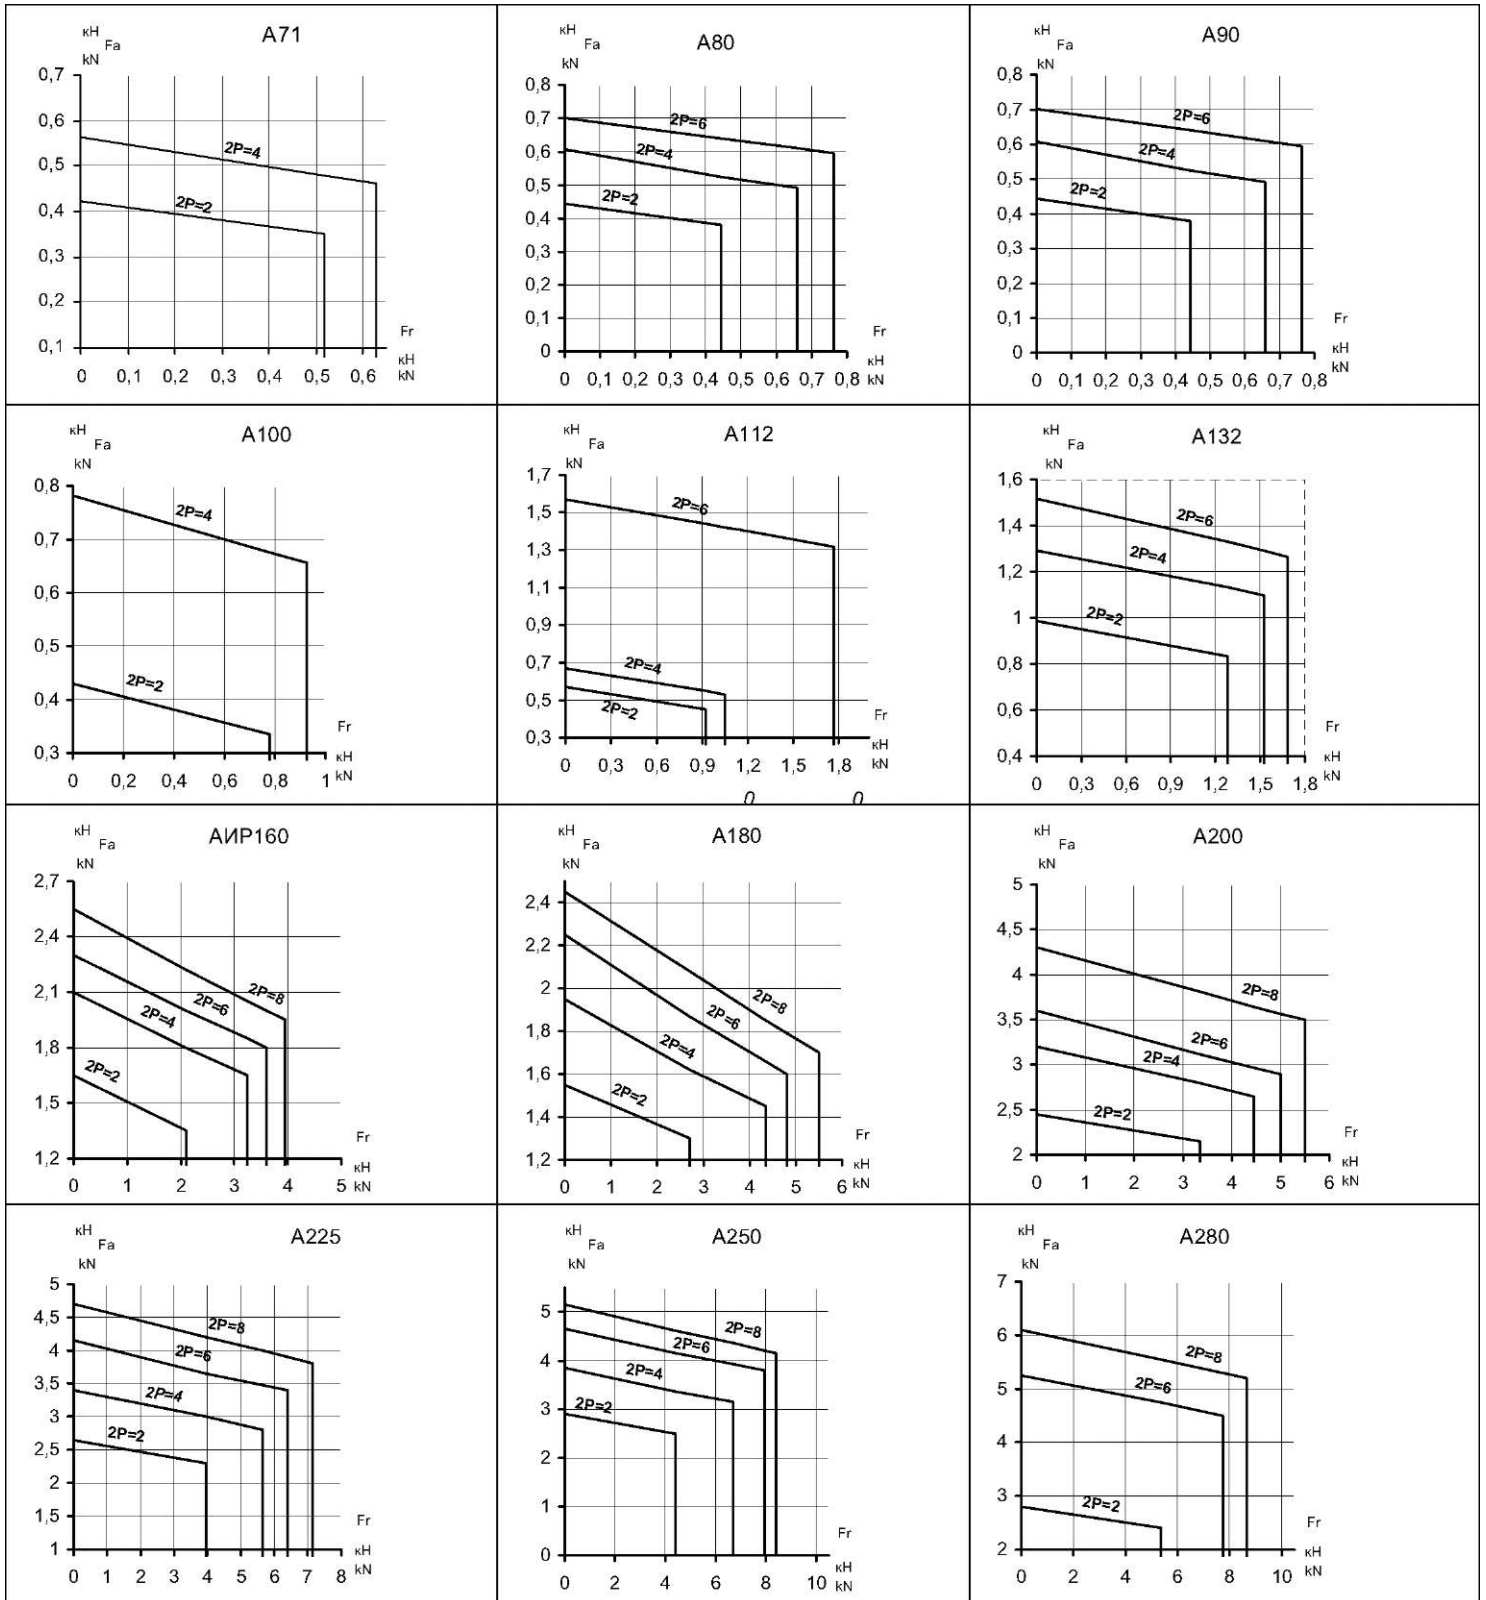 кН
Fa
kN
А71
0,7
0,6
0,5
0,4
0,3
0,2
0,1
2P=4
2P=2
Fr
кН
kN
0 0,1 0,2 0,3 0,4 0,5 0,6
кН
Fa
kN
А80
0,8
0,7
0,6
0,5
0,4
0,3
0,2
0,1
0
2P=6
2P=4
2P=2
Fr
кН
kN
0 0,1 0,2 0,3 0,4 0,5 0,6 0,7 0,8
кН
Fa
kN
А90
0,8
0,7
0,6
0,5
0,4
0,3
0,2
0,1
0
2P=6
2P=4
2P=2
Fr
кН
kN
0 0,1 0,2 0,3 0,4 0,5 0,6 0,7 0,8
кН
Fa
kN
А100
0,8
0,7
0,6
0,5
0,4
0,3
2P=4
2P=2
Fr
кН
kN
0 0,2 0,4 0,6 0,8 1
кН
Fa
kN
А112
1,7
1,5
1,3
1,1
0,9
0,7
0,5
0,3
2P=6
2P=4
2P=2
Fr
кН
kN
0 0,3 0,6 0,9 1,2 1,5 1,8
0 0
кН
Fa
kN
А132
1,6
1,4
1,2
1
0,8
0,6
0,4
2P=6
2P=4
2P=2
Fr
кН
kN
0 0,3 0,6 0,9 1,2 1,5 1,8
кН
Fa
kN
АИР160
2,7
2,4
2,1
1,8
1,5
1,2
2P=8
2P=6
2P=4
2P=2
Fr
кН
kN
0 1 2 3 4 5
кН
Fa
kN
А180
2,4
2,2
2
1,8
1,6
1,4
1,2
2P=8
2P=6
2P=4
2P=2
Fr
кН
kN
0 1 2 3 4 5 6
кН
Fa
kN
А200
5
4,5
4
3,5
3
2,5
2
2P=8
2P=6
2P=4
2P=2
Fr
кН
kN
0 1 2 3 4 5 6
кН
Fa
kN
А225
5
4,5
4
3,5
3
2,5
2
1,5
1
2P=8
2P=6
2P=4
2P=2
Fr
кН
kN
0 1 2 3 4 5 6 7 8
кН
Fa
kN
А250
5
4
3
2
1
0
2P=8
2P=6
2P=4
2P=2
Fr
кН
kN
0 2 4 6 8 10
кН
Fa
kN
А280
7
6
5
4
3
2
2P=8
2P=6
2P=2
Fr
кН
kN
0 2 4 6 8 10